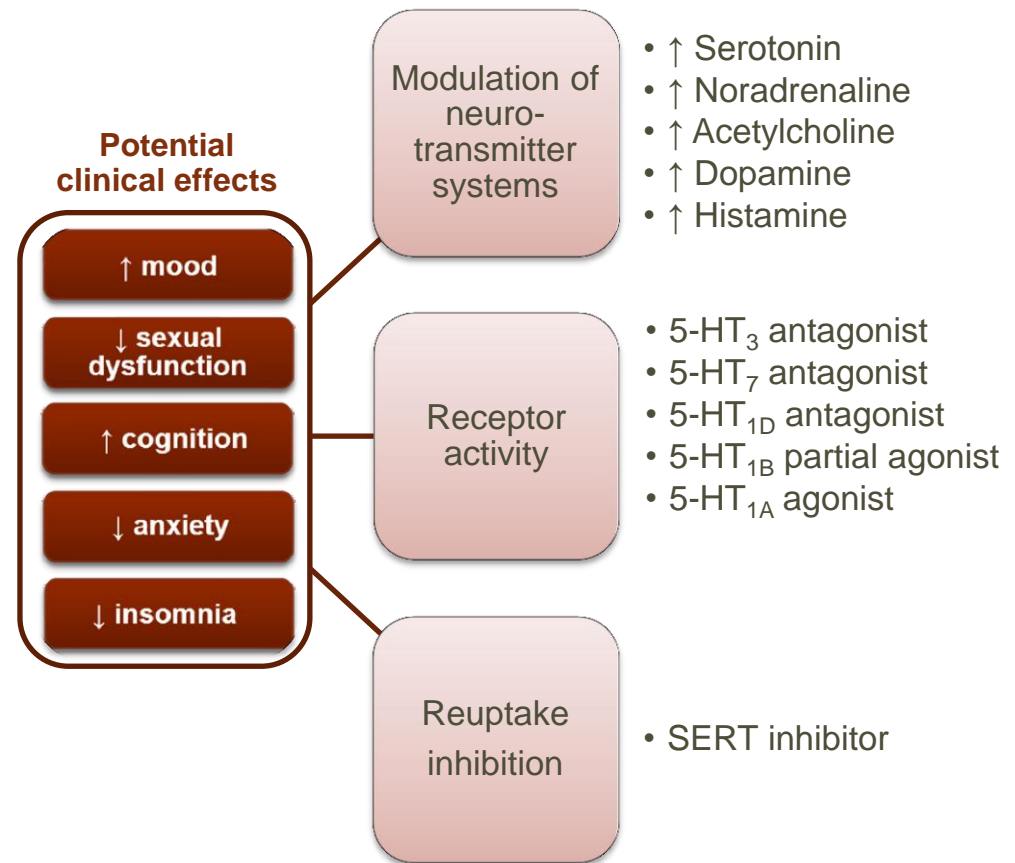 Potential
clinical effects
↑ mood
↓ sexual
dysfunction
↑ cognition
↓ anxiety
↓ insomnia
Modulation of
neuro-
transmitter
systems
• ↑ Serotonin
• ↑ Noradrenaline
• ↑ Acetylcholine
• ↑ Dopamine
• ↑ Histamine
Receptor
activity
• 5-HT₃ antagonist
• 5-HT₇ antagonist
• 5-HT₁D antagonist
• 5-HT₁B partial agonist
• 5-HT₁A agonist
Reuptake
inhibition
• SERT inhibitor